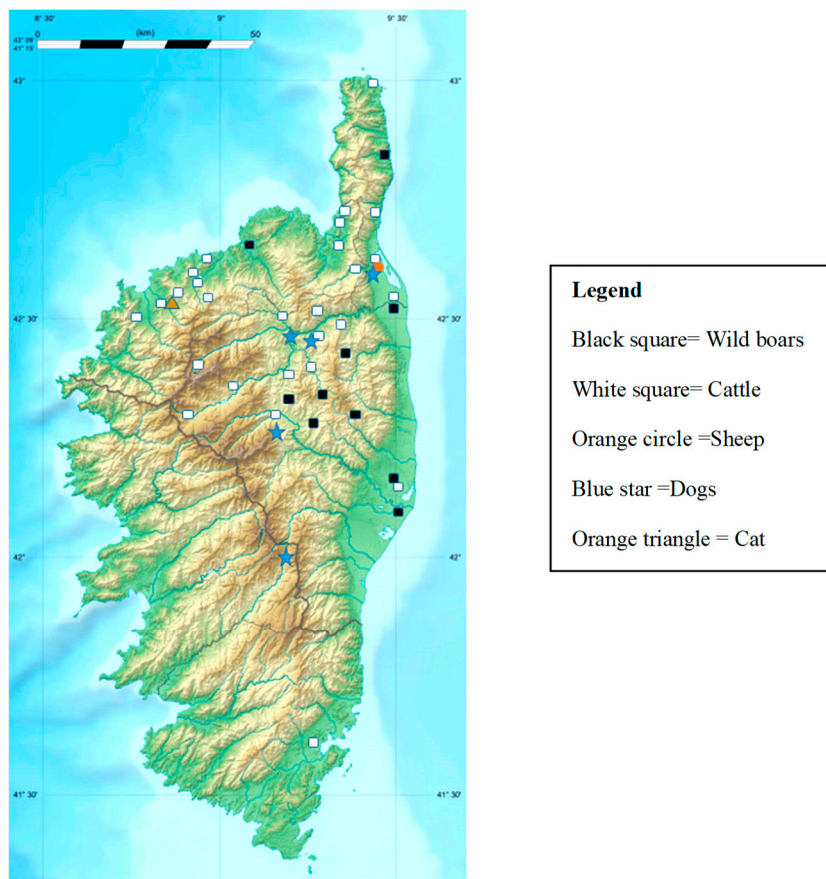 8° 30' 9° 9° 30'
0 (km) 50
43° 09'
41° 15'
43° 43°
42° 30' 42° 30'
42° 42°
41° 30' 41° 30'
Legend
Black square= Wild boars
White square= Cattle
Orange circle =Sheep
Blue star =Dogs
Orange triangle = Cat